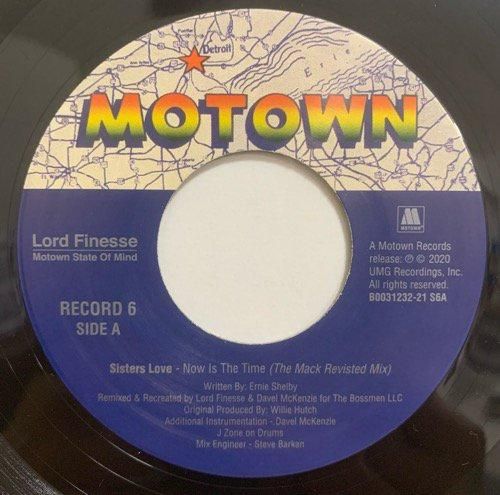 Detroit
Erie
MOTOWN
Lord Finesse
Motown State Of Mind
RECORD 6
SIDE A
M
MOTOWN
A Motown Records
release: ℗ © 2020
UMG Recordings, Inc.
All rights reserved.
B0031232-21 S6A
Sisters Love - Now Is The Time (The Mack Revisted Mix)
Written By: Ernie Shelby
Remixed & Recreated by Lord Finesse & Davel McKenzie for The Bossmen LLC
Original Produced By: Willie Hutch
Additional Instrumentation - Davel McKenzie
J Zone on Drums
Mix Engineer - Steve Barkan